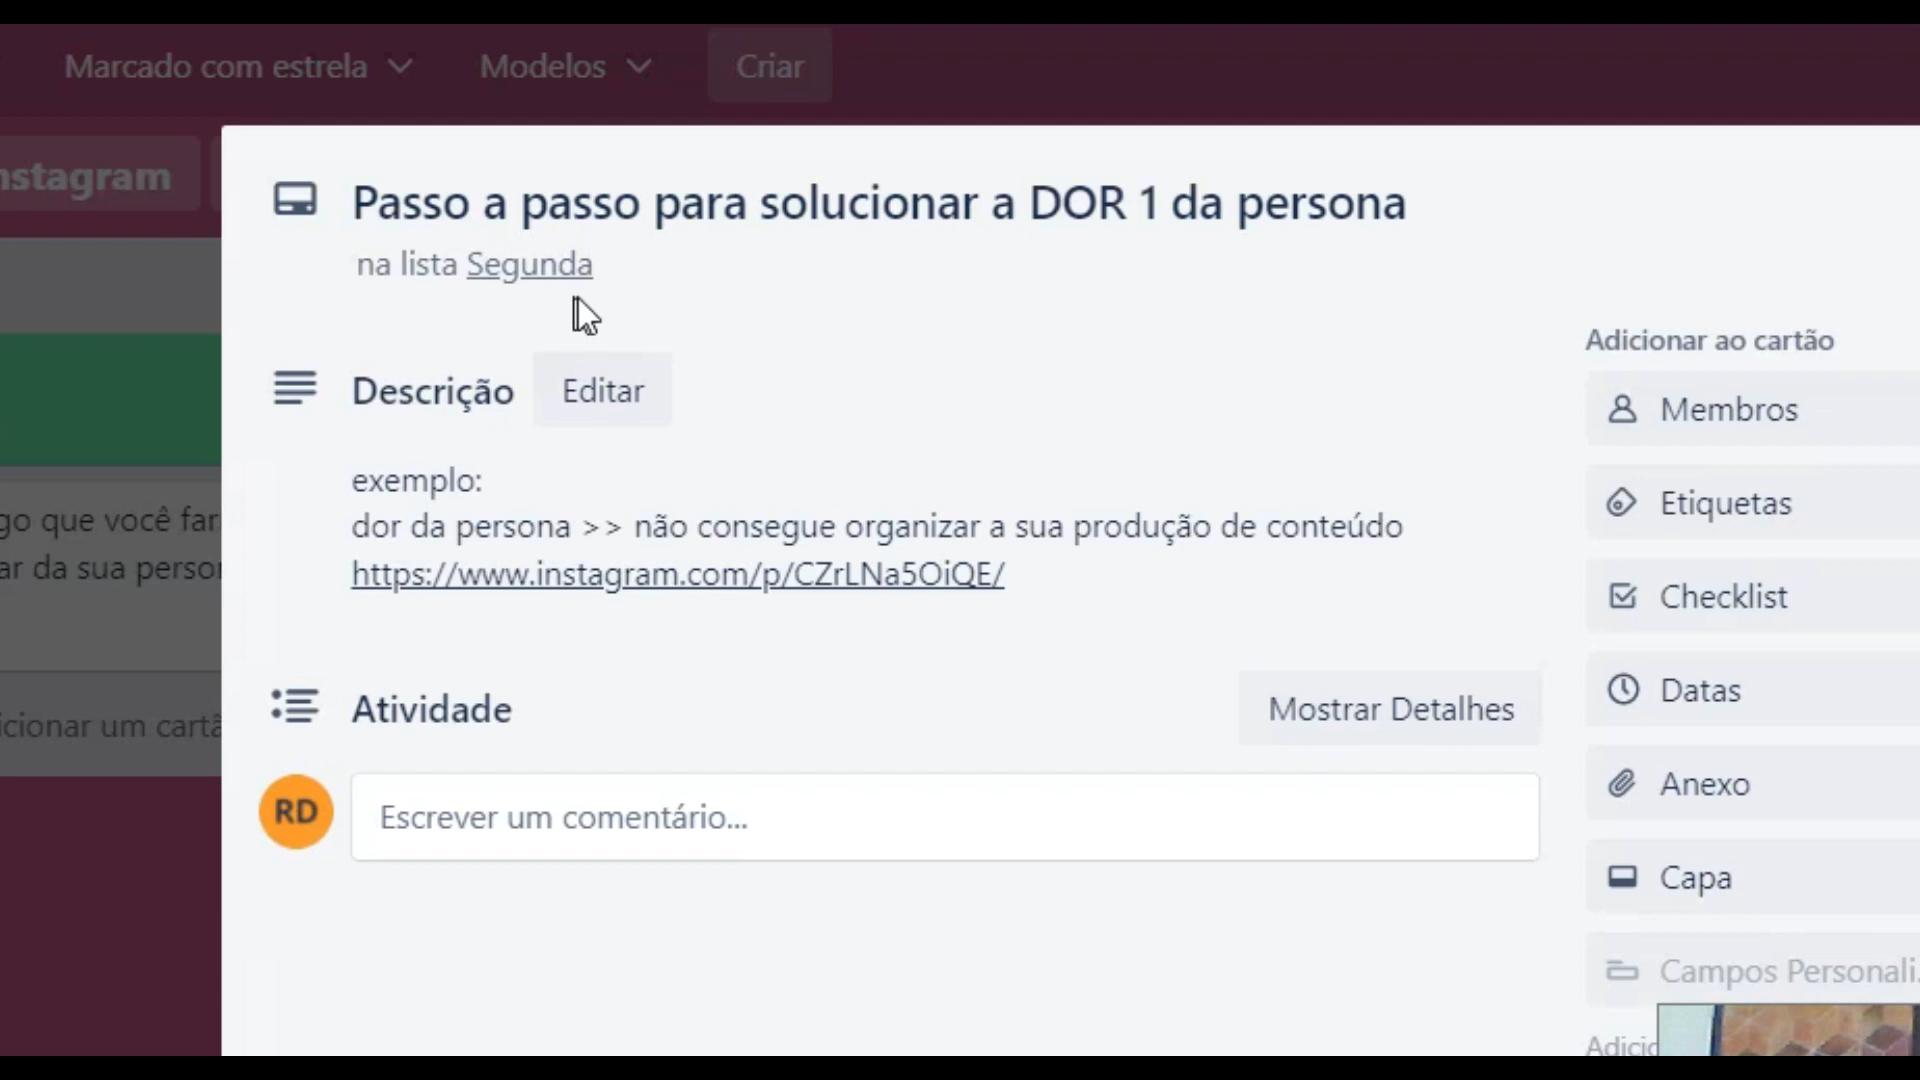 Marcado com estrela Modelos Criar
nstagram
Passo a passo para solucionar a DOR 1 da persona
na lista Segunda
Adicionar ao cartão
Descrição Editar
Membros
exemplo:
Etiquetas
go que você far
dor da persona >> não consegue organizar a sua produção de conteúdo
ar da sua perso
https://www.instagram.com/p/CZrLNa5OiQE/
Checklist
Datas
icionar um cart
Atividade
Mostrar Detalhes
Anexo
RD
Escrever um comentário...
Capa
Campos Personali.
Adici